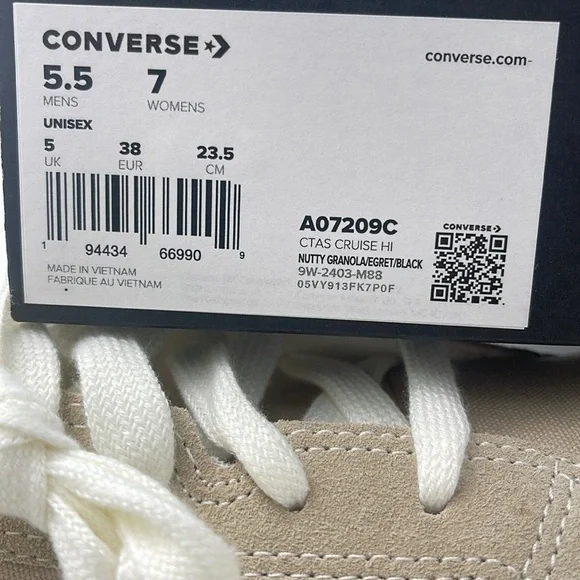 CONVERSE
converse.com-
5.5 7
MENS WOMENS
UNISEX
5 38 23.5
UK EUR CM
1 94434 66990 9
MADE IN VIETNAM
FABRIQUE AU VIETNAM
A07209C
CTAS CRUISE HI
NUTTY GRANOLA/EGRET/BLACK
9W-2403-M88
05VY913FK7P0F
CONVERSE